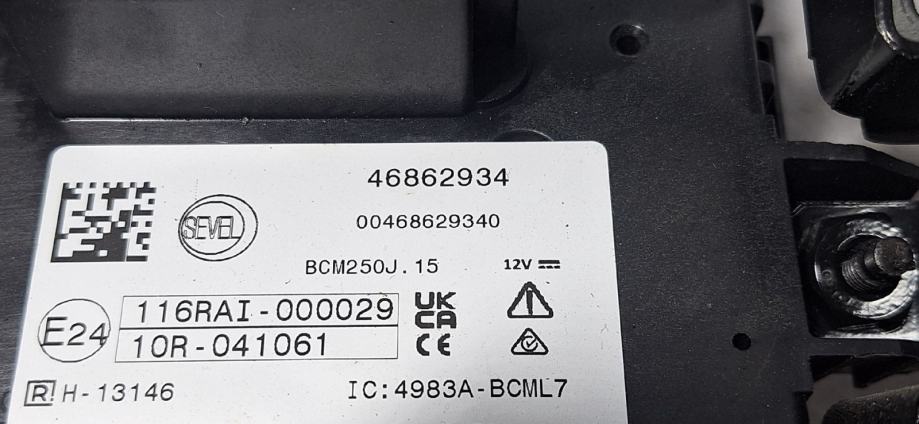 46862934
SEVEL
00468629340
BCM250J.15
12V
116RAI-000029
UK
CA
E24
10R-041061
CE
R! H-13146
IC:4983A-BCML7